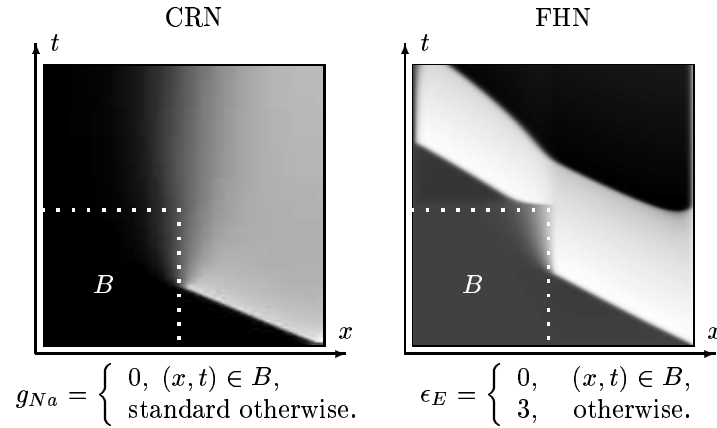 CRN
FHN
t
t
B
B
x
x
g_{Na} = { 0, (x, t) ∈ B,
standard otherwise.
ϵ_E = { 0, (x, t) ∈ B,
3, otherwise.